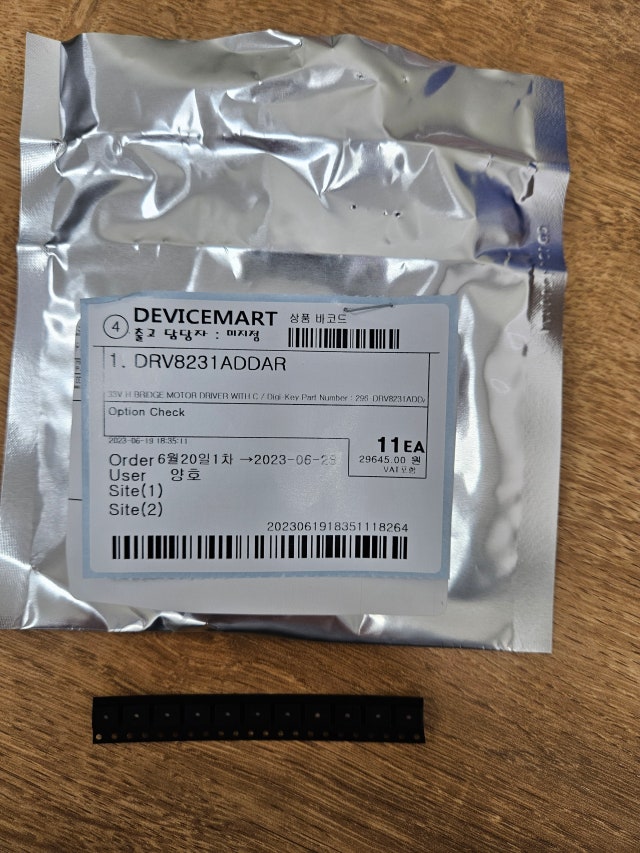 ④ DEVICEMART 상품 바코드
출고 담당자 : 미지정
1. DRV8231ADDAR
35V H BRIDGE MOTOR DRIVER WITH C / Digi-Key Part Number : 296-DRV8231ADD
Option Check
2023-06-19 18:35:11
11EA
29645.00 원
VAT포함
Order 6월20일1차 →2023-06-28
User 양호
Site(1)
Site(2)
2023061918351118264